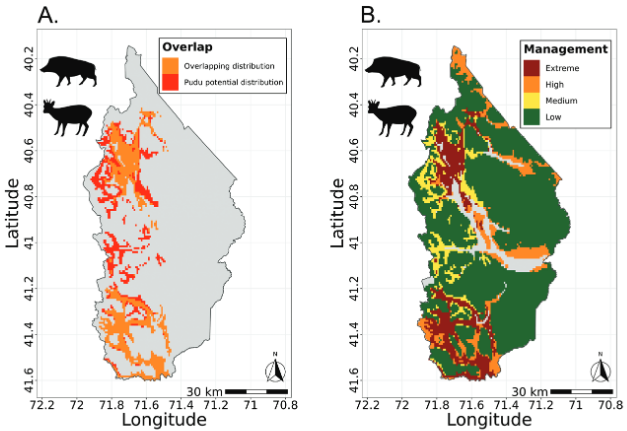 A.
Overlap
Overlapping distribution
Pudu potential distribution
40.2
40.4
40.6
40.8
41
41.2
41.4
41.6
Latitude
N
30 km
72.2 72 71.8 71.6 71.4 71.2 71 70.8
Longitude
B.
Management
Extreme
High
Medium
Low
40.2
40.4
40.6
40.8
41
41.2
41.4
41.6
Latitude
N
30 km
72.2 72 71.8 71.6 71.4 71.2 71 70.8
Longitude